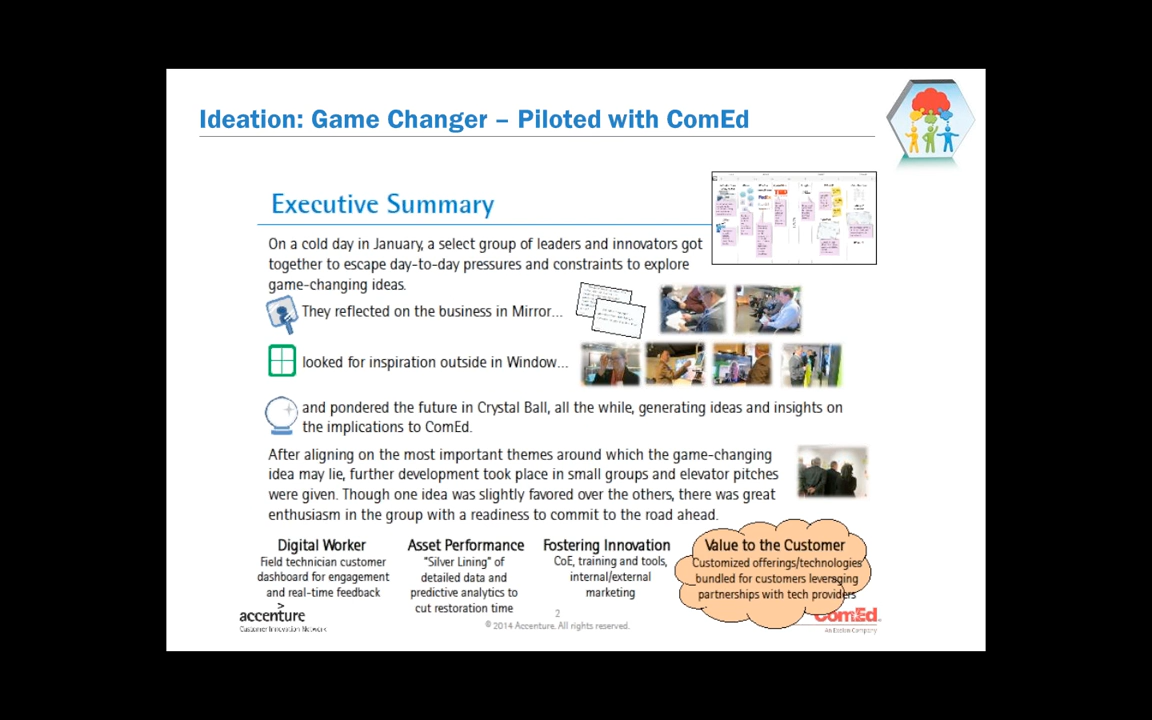 Ideation: Game Changer – Piloted with ComEd
Executive Summary
On a cold day in January, a select group of leaders and innovators got
together to escape day-to-day pressures and constraints to explore
game-changing ideas.
They reflected on the business in Mirror...
looked for inspiration outside in Window...
and pondered the future in Crystal Ball, all the while, generating ideas and insights on
the implications to ComEd.
After aligning on the most important themes around which the game-changing
idea may lie, further development took place in small groups and elevator pitches
were given. Though one idea was slightly favored over the others, there was great
enthusiasm in the group with a readiness to commit to the road ahead.
Digital Worker
Field technician customer
dashboard for engagement
and real-time feedback
Asset Performance
"Silver Lining" of
detailed data and
predictive analytics to
cut restoration time
Fostering Innovation
CoE, training and tools,
internal/external
marketing
Value to the Customer
Customized offerings/technologies
bundled for customers leveraging
partnerships with tech providers
>
accenture
Customer Innovation Network
2
© 2014 Accenture. All rights reserved.
ComEd.
An Exelon Company